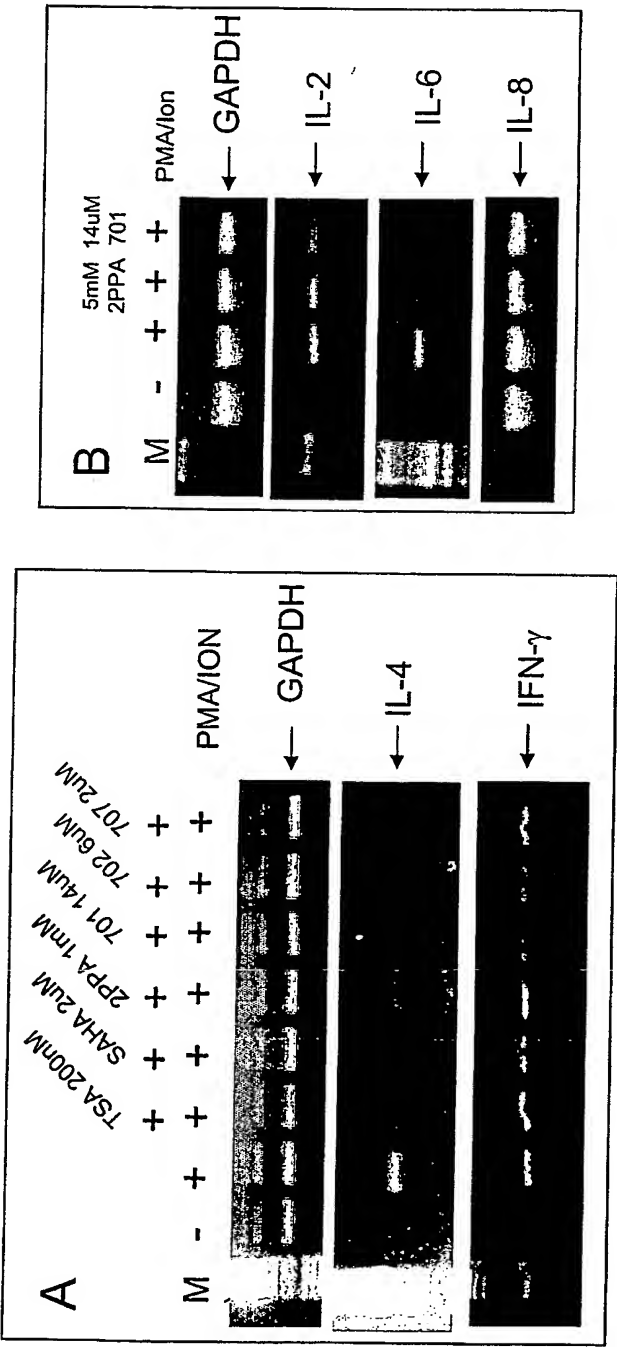 A
TSA 200nM
SAHA 2uM
2PPA 1mM
701 14uM
702 6uM
707 2uM
+ + + + + +
M - + + + + + + + PMA/ION
GAPDH
IL-4
IFN-γ
B
5mM 14uM
2PPA 701
M - + + + PMA/Ion
GAPDH
IL-2
IL-6
IL-8